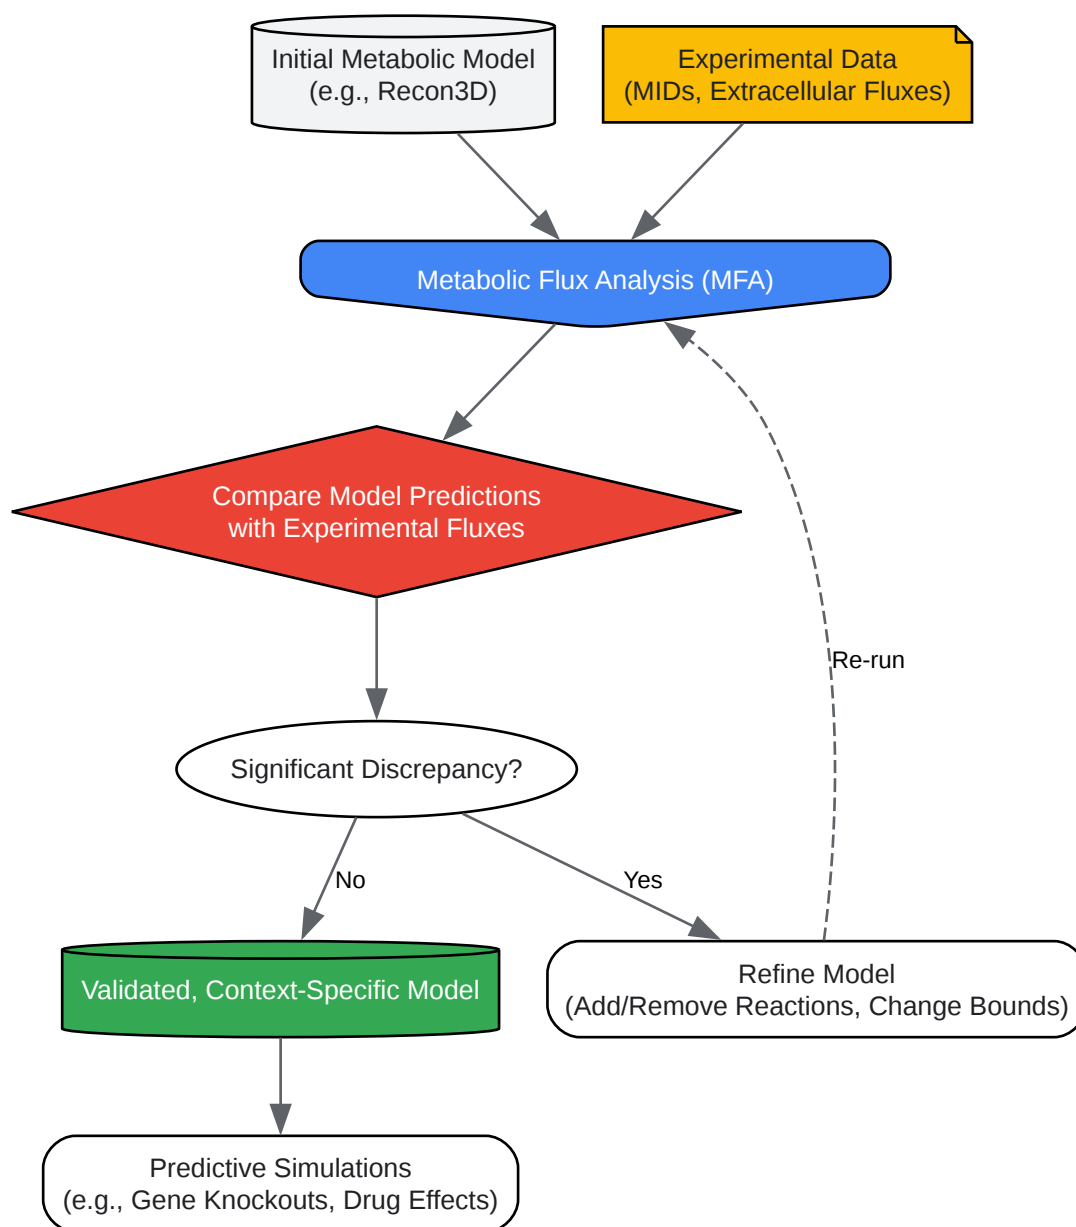 Initial Metabolic Model
(e.g., Recon3D)
Experimental Data
(MIDs, Extracellular Fluxes)
Metabolic Flux Analysis (MFA)
Compare Model Predictions
with Experimental Fluxes
Re-run
Significant Discrepancy?
No
Yes
Validated, Context-Specific Model
Refine Model
(Add/Remove Reactions, Change Bounds)
Predictive Simulations
(e.g., Gene Knockouts, Drug Effects)